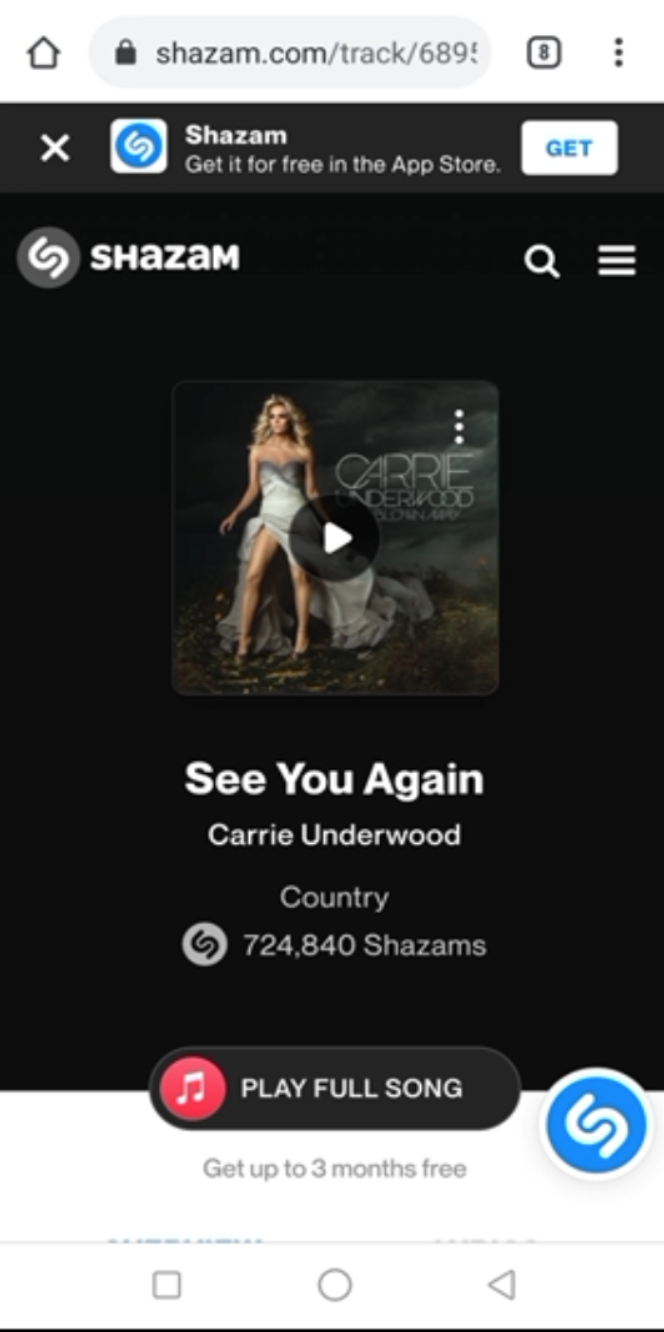 shazam.com/track/689
8
Shazam
Get it for free in the App Store.
GET
SHAZAM
CARRIE
UNDERWOOD
BLOWN AWAY
See You Again
Carrie Underwood
Country
724,840 Shazams
PLAY FULL SONG
Get up to 3 months free